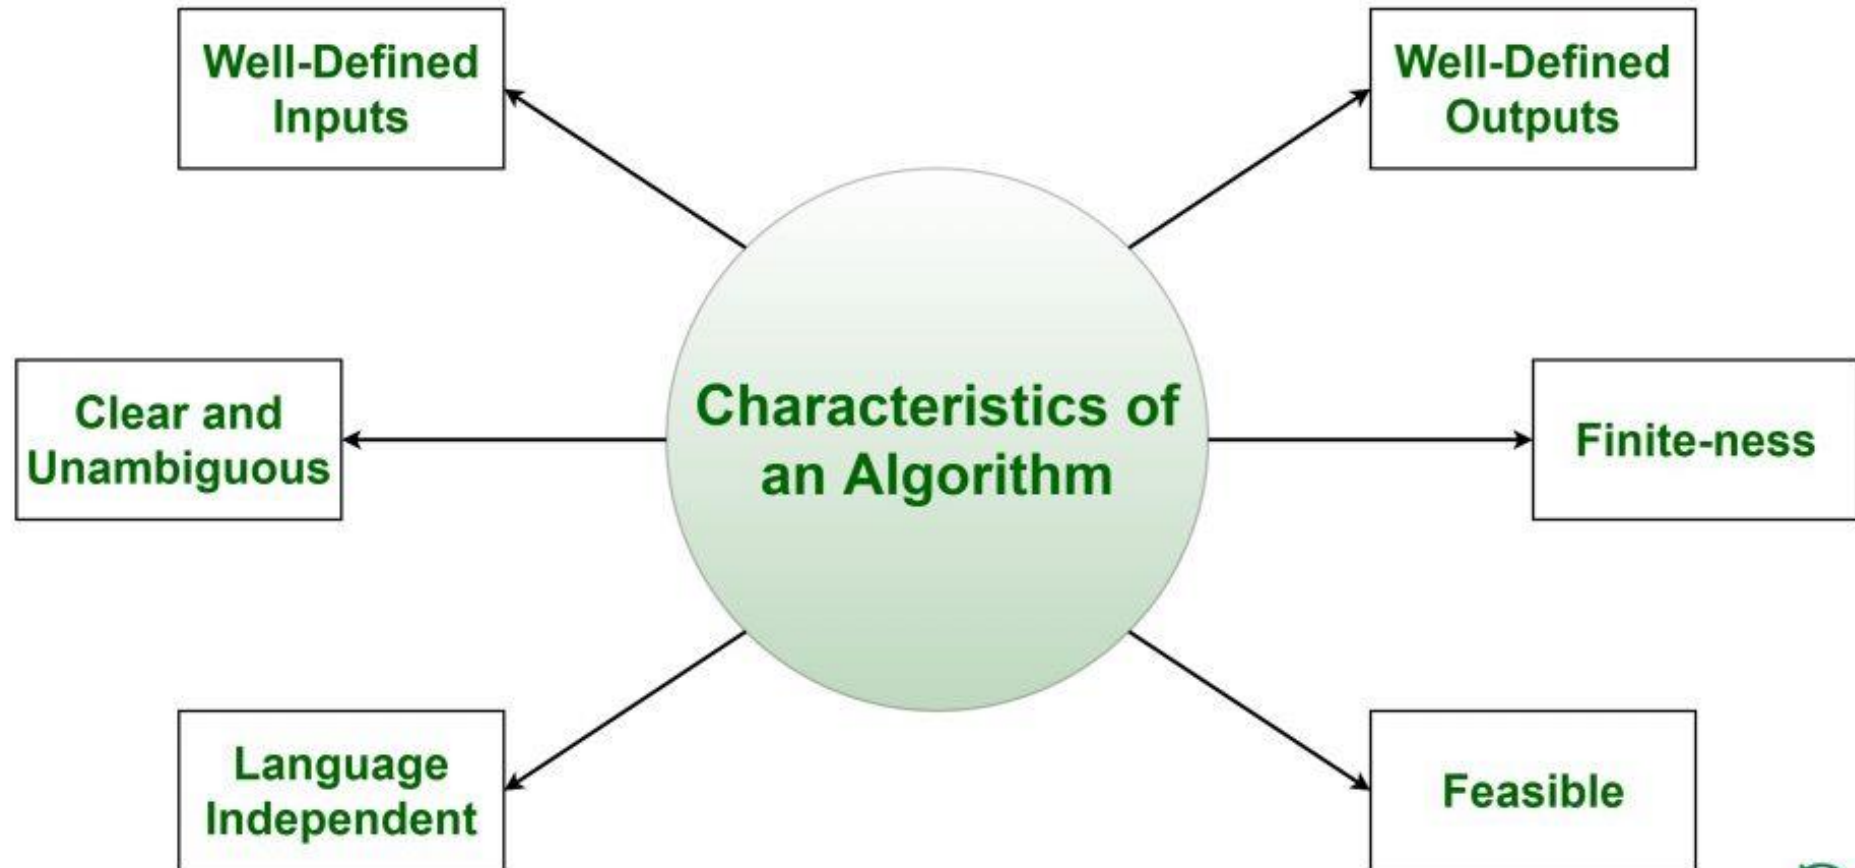 Well-Defined
Inputs
Well-Defined
Outputs
Clear and
Unambiguous
Characteristics of
an Algorithm
Finite-ness
Language
Independent
Feasible